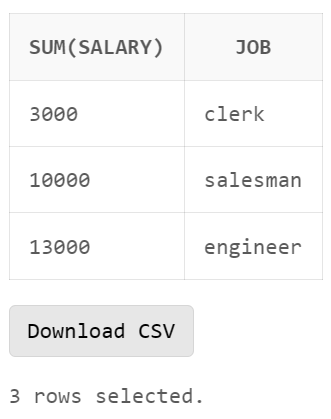 SUM(SALARY) JOB
3000 clerk
10000 salesman
13000 engineer
Download CSV
3 rows selected.